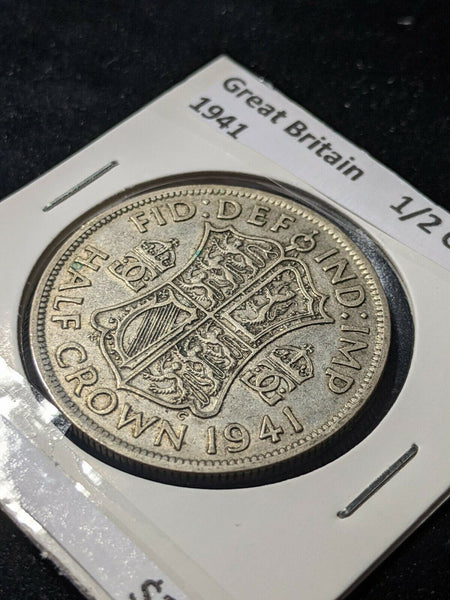 Great Britain
1941
1/2
FID:DEF IND:IMP
HALF CROWN 1941